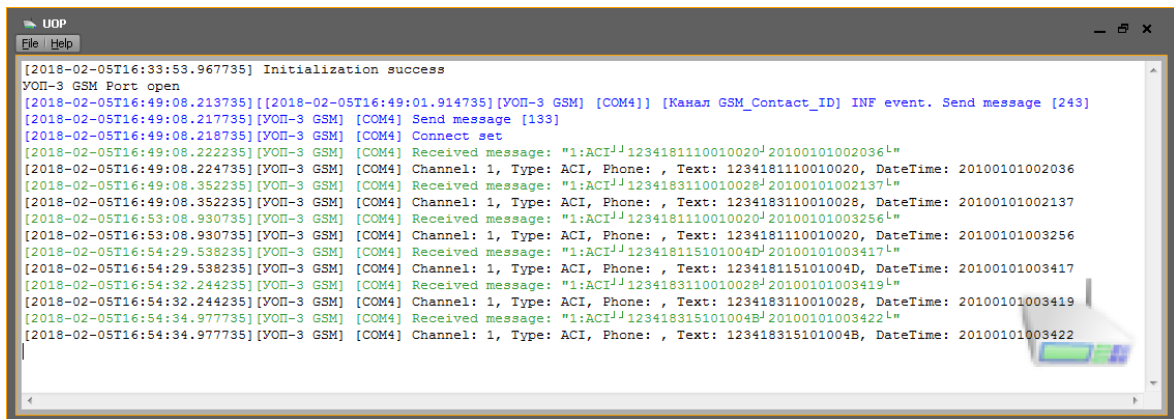 UOP
File Help
[2018-02-05T16:33:53.967735] Initialization success
УОП-3 GSM Port open
[2018-02-05T16:49:08.213735][[2018-02-05T16:49:01.914735][УОП-3 GSM] [COM4]] [Канал GSM_Contact_ID] INF event. Send message [243]
[2018-02-05T16:49:08.217735][УОП-3 GSM] [COM4] Send message [133]
[2018-02-05T16:49:08.218735][УОП-3 GSM] [COM4] Connect set
[2018-02-05T16:49:08.222235][УОП-3 GSM] [COM4] Received message: "1:ACI┘┘1234181110010020┘20100101002036└"
[2018-02-05T16:49:08.224735][УОП-3 GSM] [COM4] Channel: 1, Type: ACI, Phone: , Text: 1234181110010020, DateTime: 20100101002036
[2018-02-05T16:49:08.352235][УОП-3 GSM] [COM4] Received message: "1:ACI┘┘1234183110010028┘20100101002137└"
[2018-02-05T16:49:08.352235][УОП-3 GSM] [COM4] Channel: 1, Type: ACI, Phone: , Text: 1234183110010028, DateTime: 20100101002137
[2018-02-05T16:53:08.930735][УОП-3 GSM] [COM4] Received message: "1:ACI┘┘1234181110010020┘20100101003256└"
[2018-02-05T16:53:08.930735][УОП-3 GSM] [COM4] Channel: 1, Type: ACI, Phone: , Text: 1234181110010020, DateTime: 20100101003256
[2018-02-05T16:54:29.538235][УОП-3 GSM] [COM4] Received message: "1:ACI┘┘123418115101004D┘20100101003417└"
[2018-02-05T16:54:29.538235][УОП-3 GSM] [COM4] Channel: 1, Type: ACI, Phone: , Text: 123418115101004D, DateTime: 20100101003417
[2018-02-05T16:54:32.244235][УОП-3 GSM] [COM4] Received message: "1:ACI┘┘1234183110010028┘20100101003419└"
[2018-02-05T16:54:32.244235][УОП-3 GSM] [COM4] Channel: 1, Type: ACI, Phone: , Text: 1234183110010028, DateTime: 20100101003419
[2018-02-05T16:54:34.977735][УОП-3 GSM] [COM4] Received message: "1:ACI┘┘123418315101004B┘20100101003422└"
[2018-02-05T16:54:34.977735][УОП-3 GSM] [COM4] Channel: 1, Type: ACI, Phone: , Text: 123418315101004B, DateTime: 20100101003422